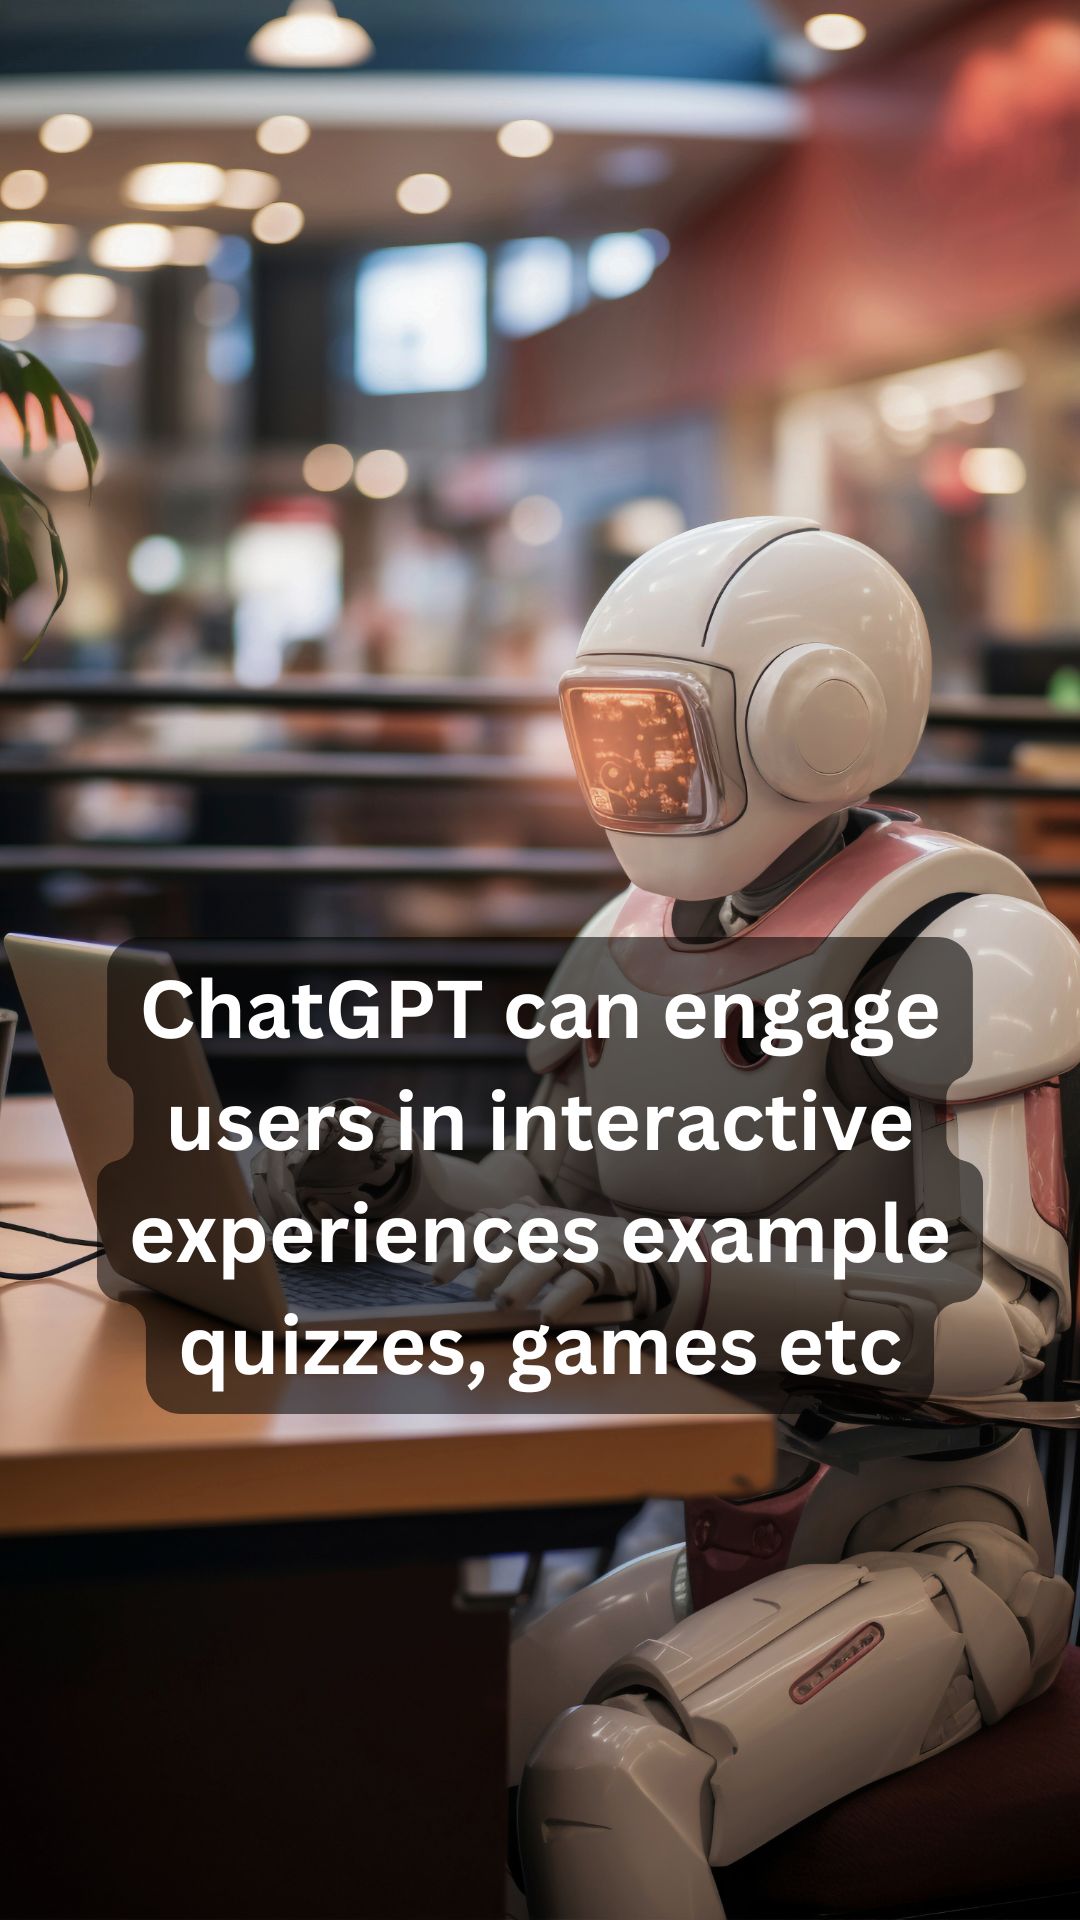 ChatGPT can engage
users in interactive
experiences example
quizzes, games etc